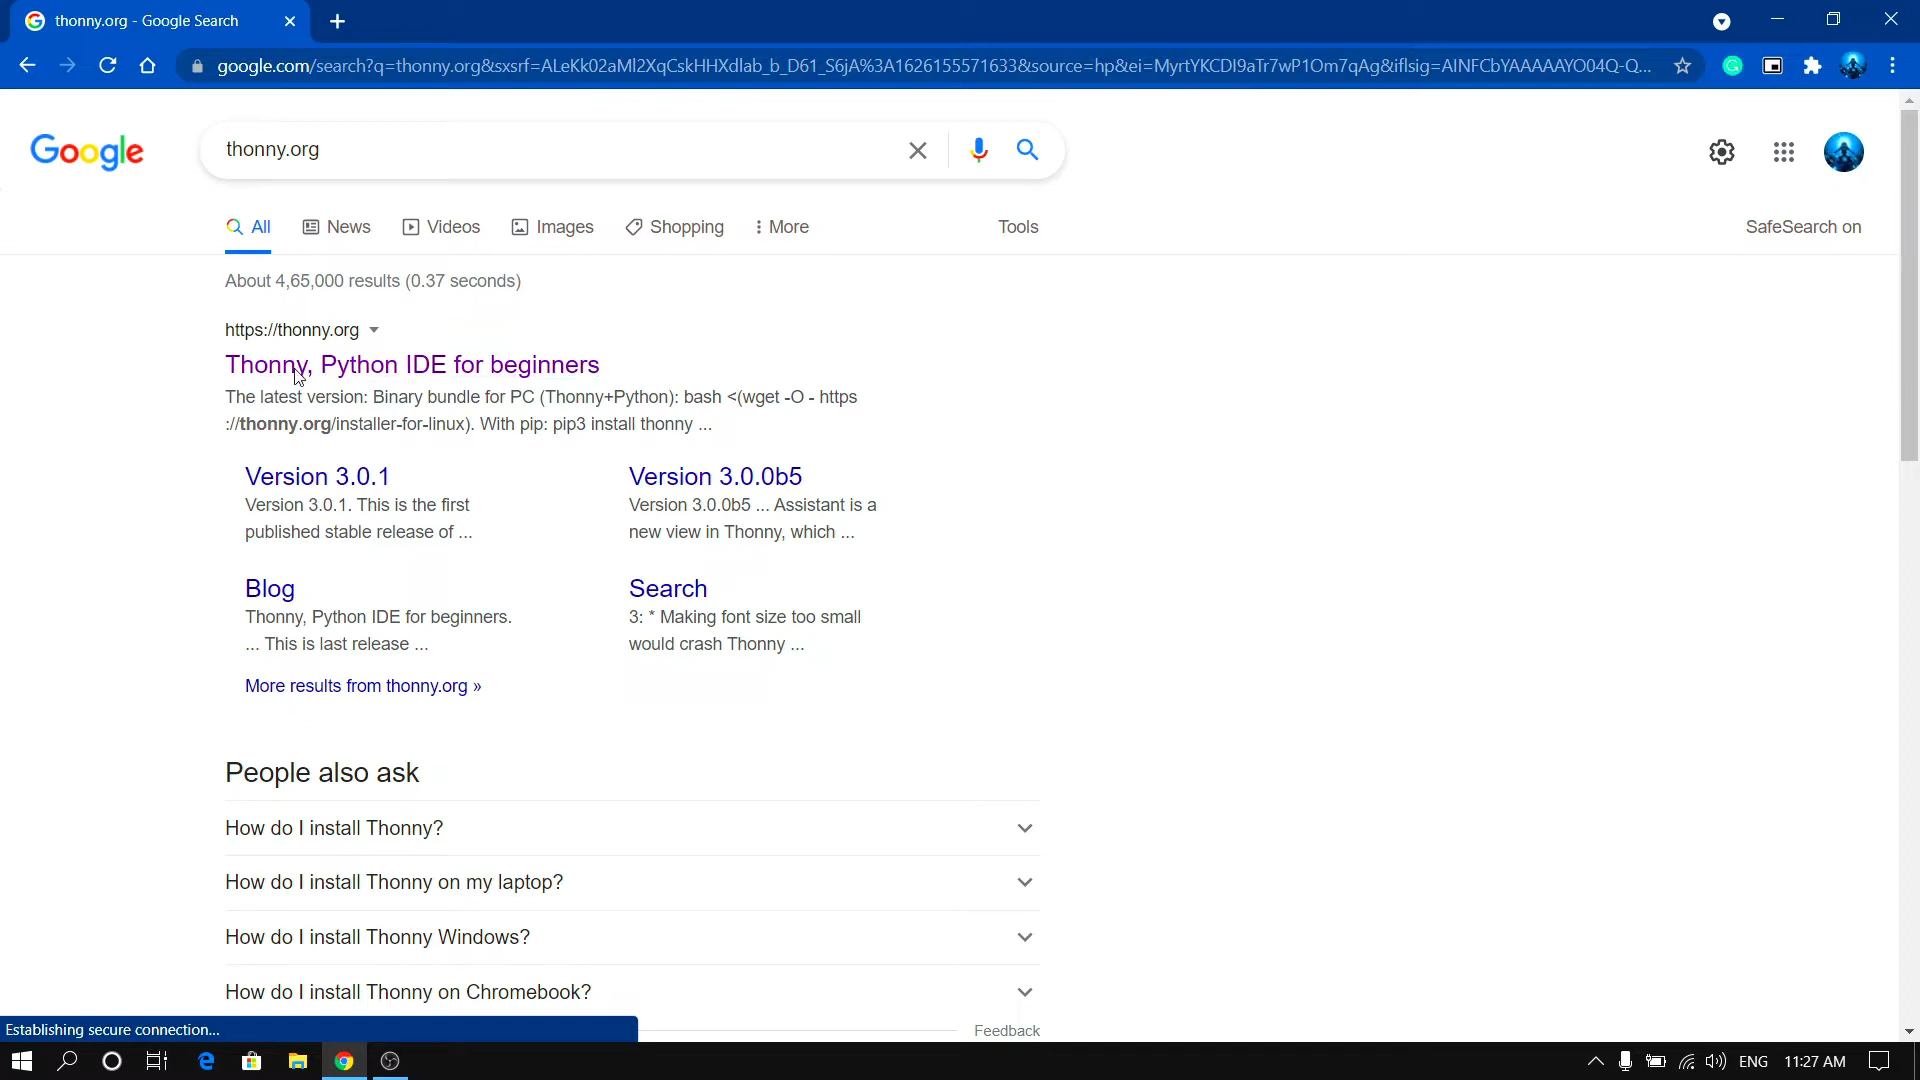 thonny.org - Google Search
google.com/search?q=thonny.org&sxsrf=ALeKk02aMl2XqCskHHXdlab_b_D61_S6jA%3A1626155571633&source=hp&ei=MyrtYKCDI9aTr7wP1Om7qAg&iflsig=AINFCbYAAAAAYO04Q-Q...
Google
thonny.org
All News Videos Images Shopping More Tools SafeSearch on
About 4,65,000 results (0.37 seconds)
https://thonny.org
Thonny, Python IDE for beginners
The latest version: Binary bundle for PC (Thonny+Python): bash <(wget -O - https
://thonny.org/installer-for-linux). With pip: pip3 install thonny ...
Version 3.0.1
Version 3.0.1. This is the first
published stable release of ...
Version 3.0.0b5
Version 3.0.0b5 ... Assistant is a
new view in Thonny, which ...
Blog
Thonny, Python IDE for beginners.
... This is last release ...
Search
3: * Making font size too small
would crash Thonny ...
More results from thonny.org »
People also ask
How do I install Thonny?
How do I install Thonny on my laptop?
How do I install Thonny Windows?
How do I install Thonny on Chromebook?
Feedback
Establishing secure connection...
ENG 11:27 AM